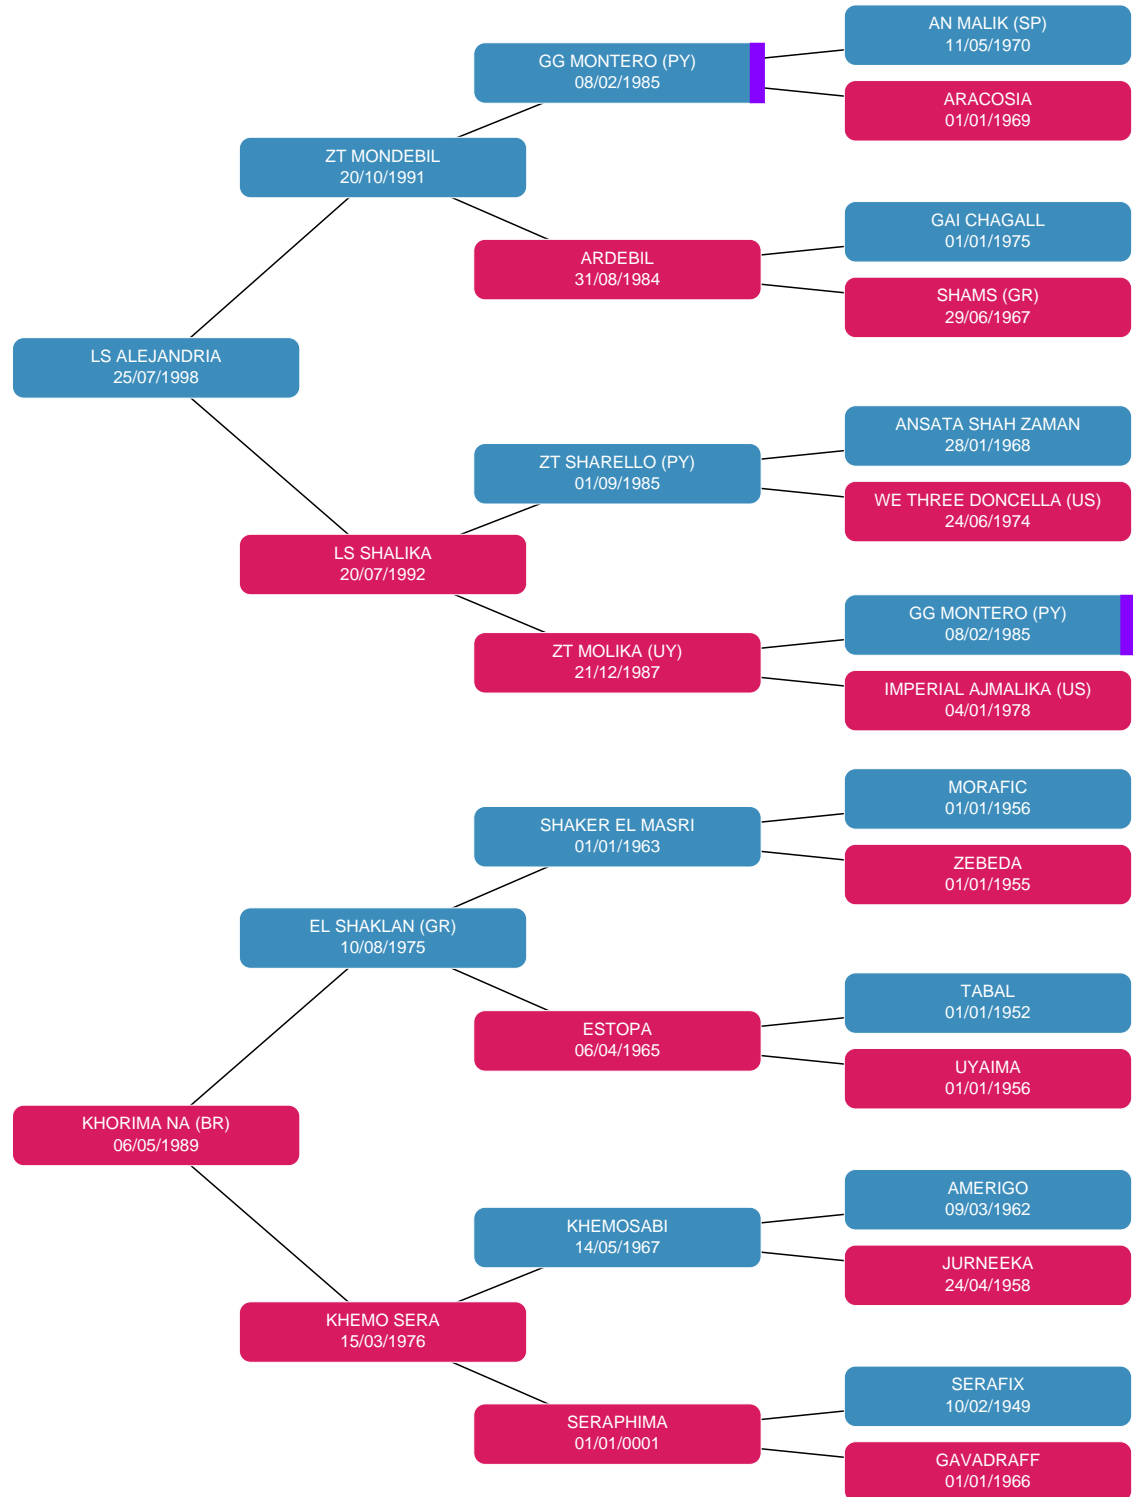 AN MALIK (SP)
11/05/1970
GG MONTERO (PY)
08/02/1985
ARACOSIA
01/01/1969
ZT MONDEBIL
20/10/1991
GAI CHAGALL
01/01/1975
ARDEBIL
31/08/1984
SHAMS (GR)
29/06/1967
LS ALEJANDRIA
25/07/1998
ANSATA SHAH ZAMAN
28/01/1968
ZT SHARELLO (PY)
01/09/1985
WE THREE DONCELLA (US)
24/06/1974
LS SHALIKA
20/07/1992
GG MONTERO (PY)
08/02/1985
ZT MOLIKA (UY)
21/12/1987
IMPERIAL AJMALIKA (US)
04/01/1978
MORAFIC
01/01/1956
SHAKER EL MASRI
01/01/1963
ZEBEDA
01/01/1955
EL SHAKLAN (GR)
10/08/1975
TABAL
01/01/1952
ESTOPA
06/04/1965
UYAIMA
01/01/1956
KHORIMA NA (BR)
06/05/1989
AMERIGO
09/03/1962
KHEMOSABI
14/05/1967
JURNEEKA
24/04/1958
KHEMO SERA
15/03/1976
SERAFIX
10/02/1949
SERAPHIMA
01/01/0001
GAVADRAFF
01/01/1966